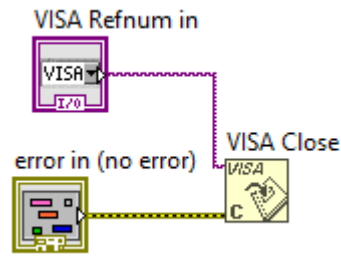 VISA Refnum in
VISA
I/O
VISA Close
error in (no error)
VISA
C